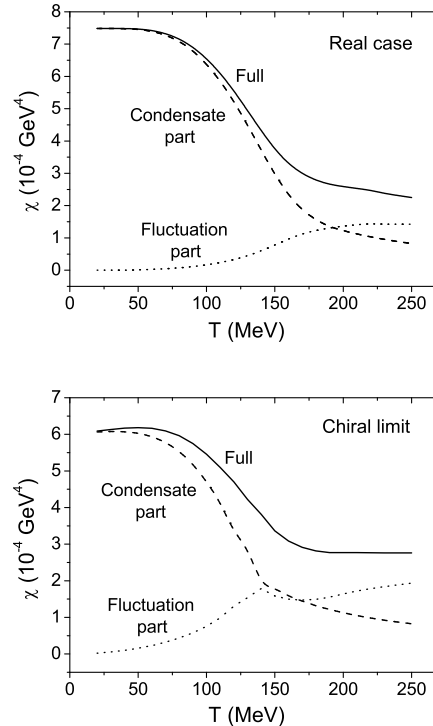 8
7
6
5
4
3
2
1
0
χ (10⁻⁴ GeV⁴)
Real case
Full
Condensate
part
Fluctuation
part
0 50 100 150 200 250
T (MeV)
7
6
5
4
3
2
1
0
χ (10⁻⁴ GeV⁴)
Chiral limit
Full
Condensate
part
Fluctuation
part
0 50 100 150 200 250
T (MeV)